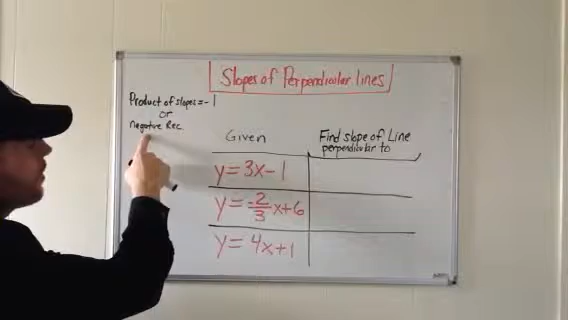 Slopes of Perpendicular lines
Product of slopes = -1
or
negative Rec.
Given
Find slope of Line
perpendicular to
y = 3x - 1
y = -2/3 x + 6
y = 4x + 1